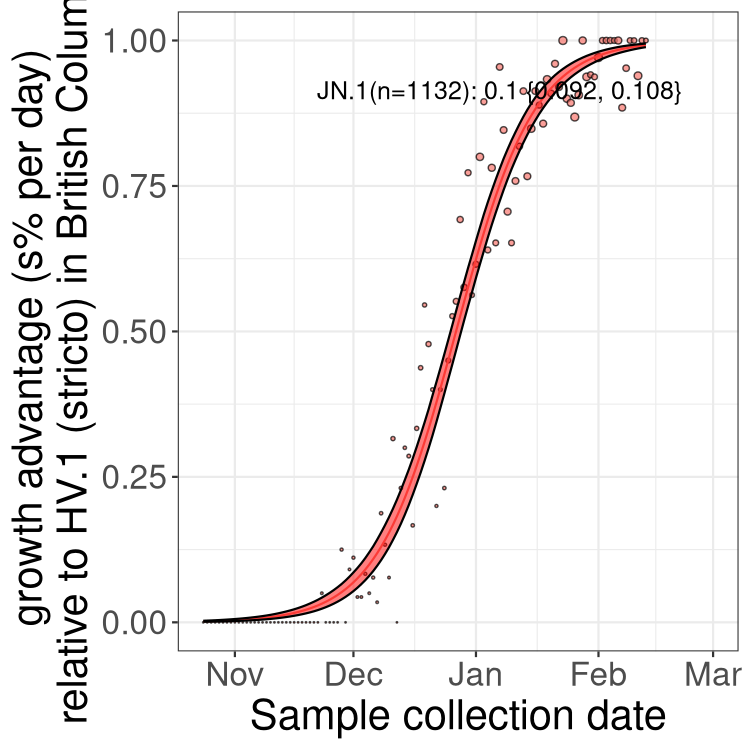 growth advantage (s% per day)
relative to HV.1 (stricto) in British Colum
1.00
0.75
0.50
0.25
0.00
JN.1(n=1132): 0.1 {0.092, 0.108}
Nov
Dec
Jan
Feb
Mar
Sample collection date